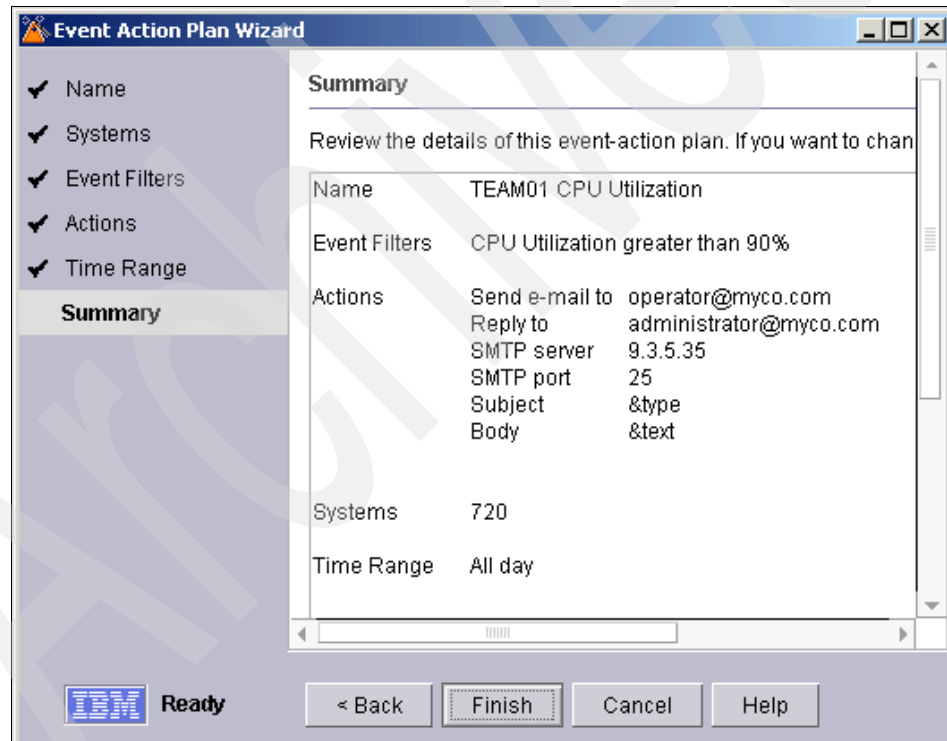 Event Action Plan Wizard
Name
Systems
Event Filters
Actions
Time Range
Summary
Summary
Review the details of this event-action plan. If you want to chan
Name TEAM01 CPU Utilization
Event Filters CPU Utilization greater than 90%
Actions Send e-mail to operator@myco.com
Reply to administrator@myco.com
SMTP server 9.3.5.35
SMTP port 25
Subject &type
Body &text
Systems 720
Time Range All day
IBM Ready
< Back Finish Cancel Help